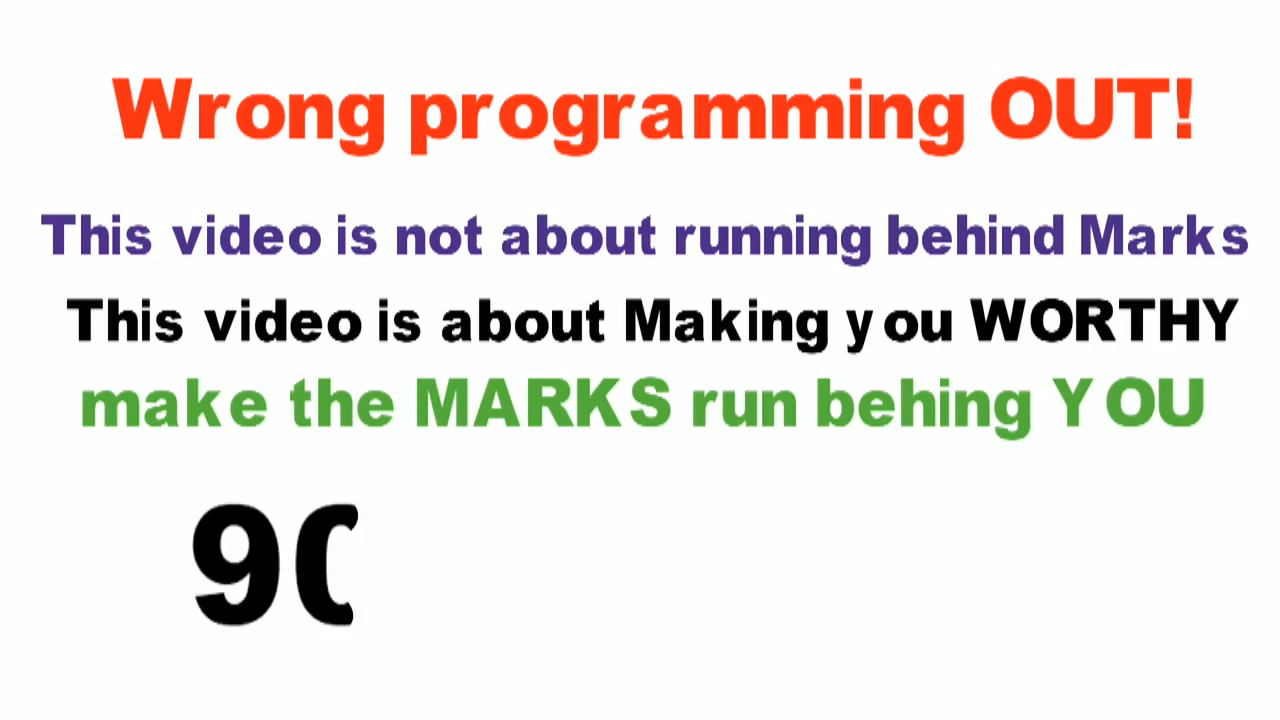 Wrong programming OUT!
This video is not about running behind Marks
This video is about Making you WORTHY
make the MARKS run behing YOU
90